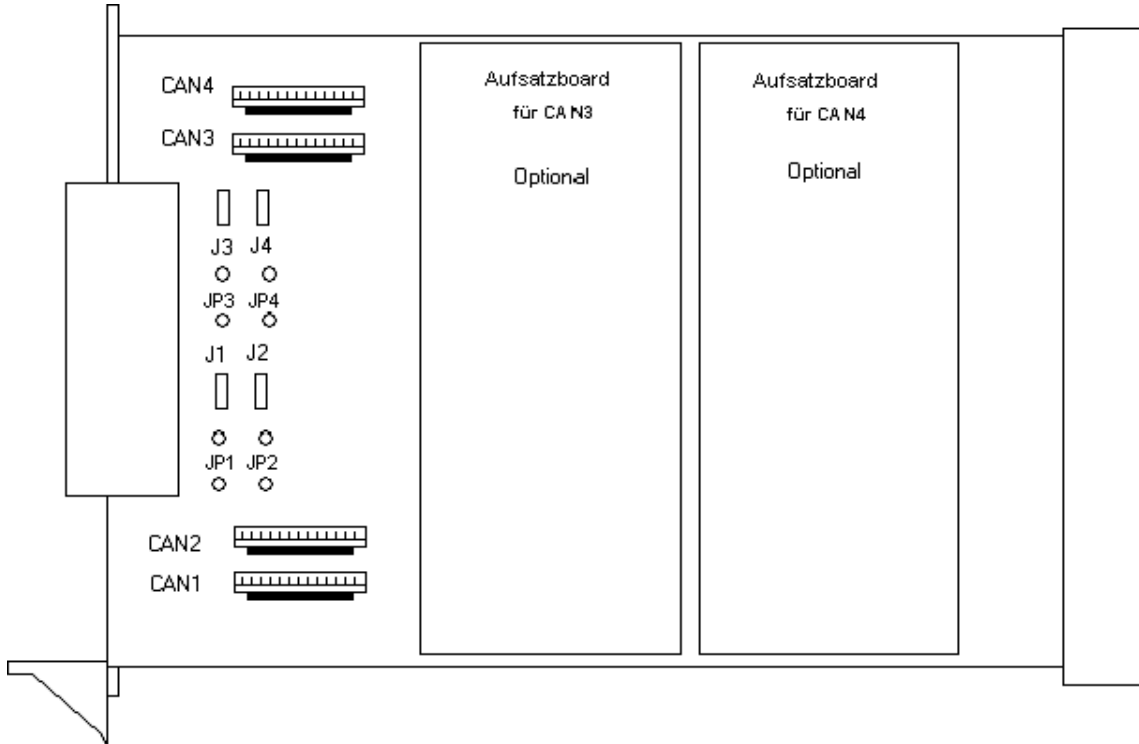 CAN4
CAN3
J3 J4
JP3 JP4
J1 J2
JP1 JP2
CAN2
CAN1
Aufsatzboard
für CAN3
Optional
Aufsatzboard
für CAN4
Optional